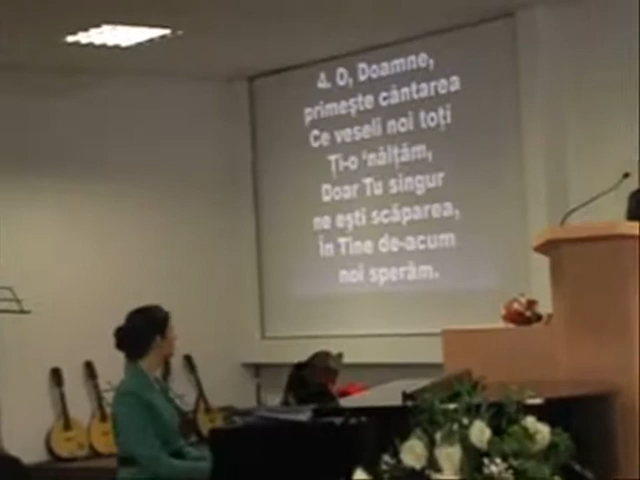 4. O, Doamne,
primește cântarea
Ce veseli noi toți
Ți-o 'nălțăm,
Doar Tu singur
ne ești scăparea,
În Tine de-acum
noi sperăm.